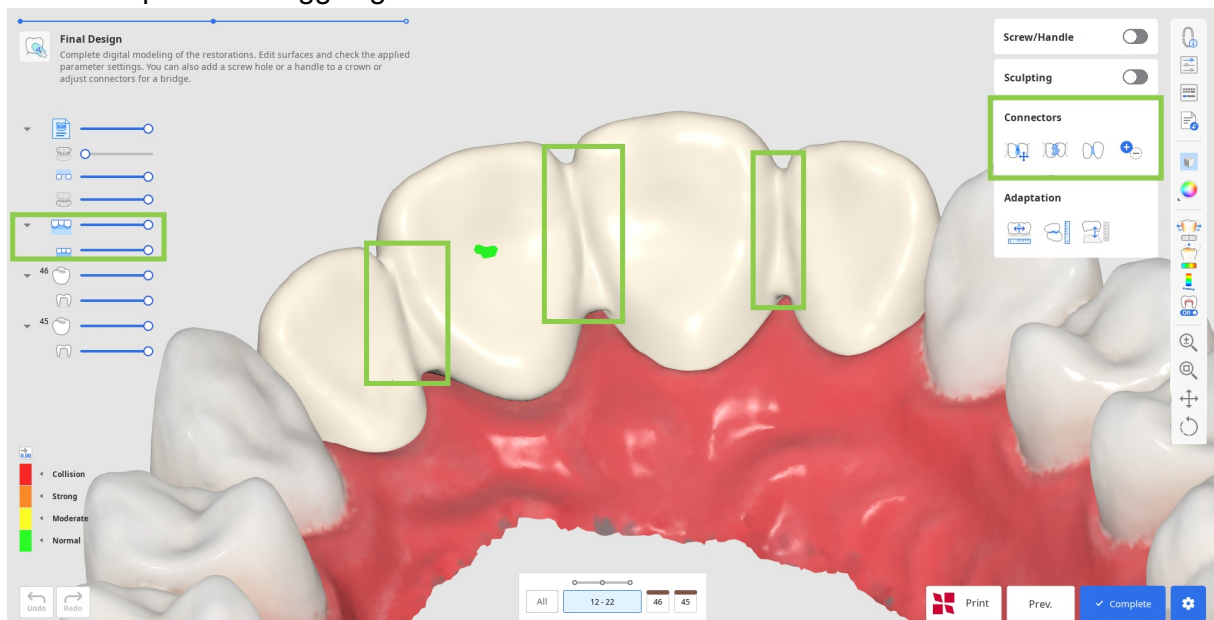 Final Design
Complete digital modeling of the restorations. Edit surfaces and check the applied
parameter settings. You can also add a screw hole or a handle to a crown or
adjust connectors for a bridge.
Screw/Handle
Sculpting
Connectors
Adaptation
46
45
0.00
Collision
Strong
Moderate
Normal
ON
Undo
Redo
All
12 - 22
46
45
Print
Prev.
Complete